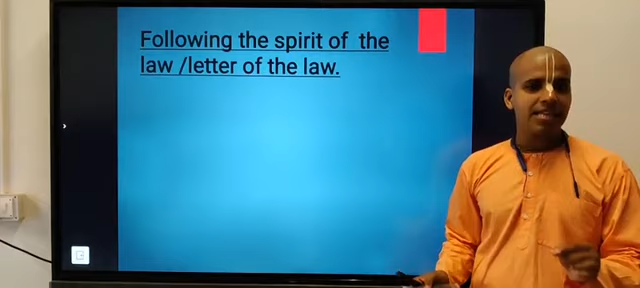 Following the spirit of  the
law /letter of the law.